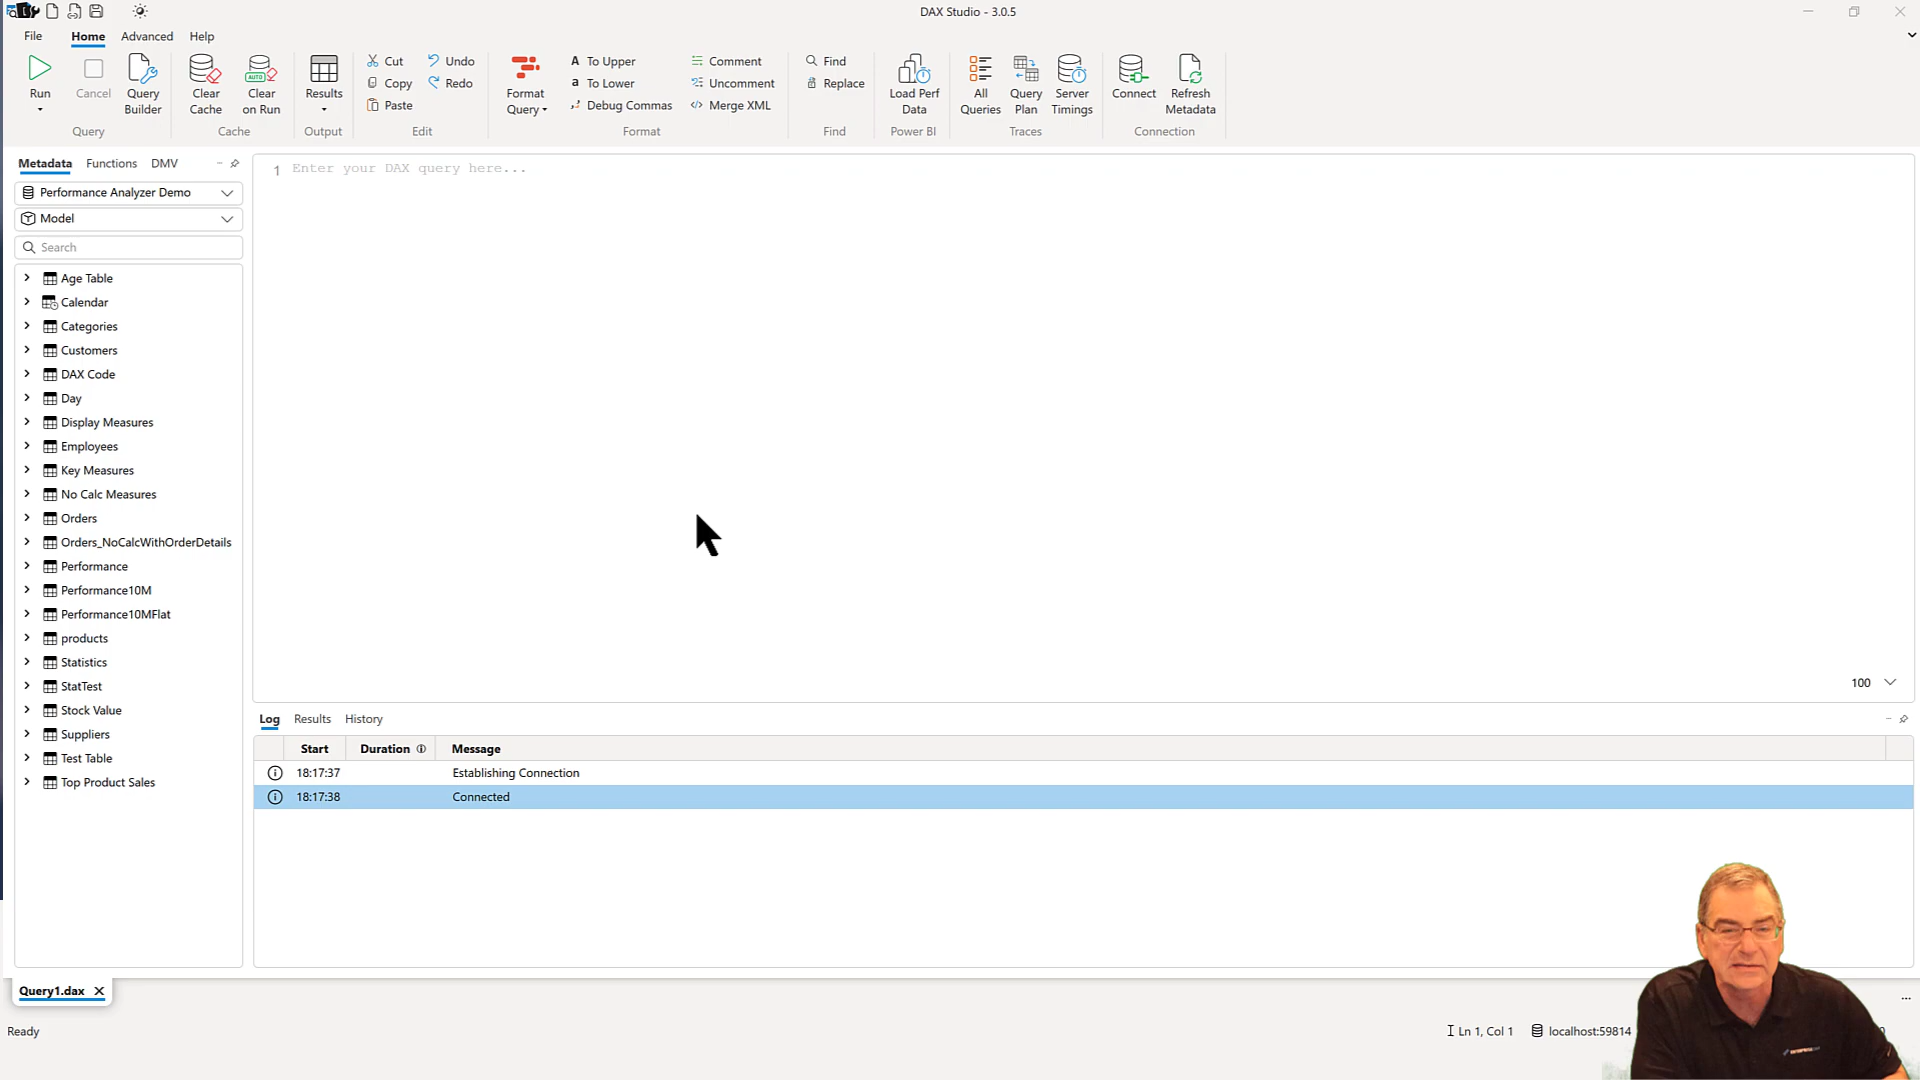 DAX Studio - 3.0.5
File Home Advanced Help
Run
Cancel
Query Builder
Clear Cache
Clear on Run
Results
Cut
Copy
Paste
Undo
Redo
Format Query
To Upper
To Lower
Debug Commas
Comment
Uncomment
Merge XML
Find
Replace
Load Perf Data
All Queries
Query Plan
Server Timings
Connect
Refresh Metadata
Query Cache Output Edit Format Find Power BI Traces Connection
Metadata Functions DMV
Performance Analyzer Demo
Model
Search
Age Table
Calendar
Categories
Customers
DAX Code
Day
Display Measures
Employees
Key Measures
No Calc Measures
Orders
Orders_NoCalcWithOrderDetails
Performance
Performance10M
Performance10MFlat
products
Statistics
StatTest
Stock Value
Suppliers
Test Table
Top Product Sales
1 Enter your DAX query here...
100
Log Results History
Start Duration Message
18:17:37 Establishing Connection
18:17:38 Connected
Query1.dax
Ready
Ln 1, Col 1 localhost:59814